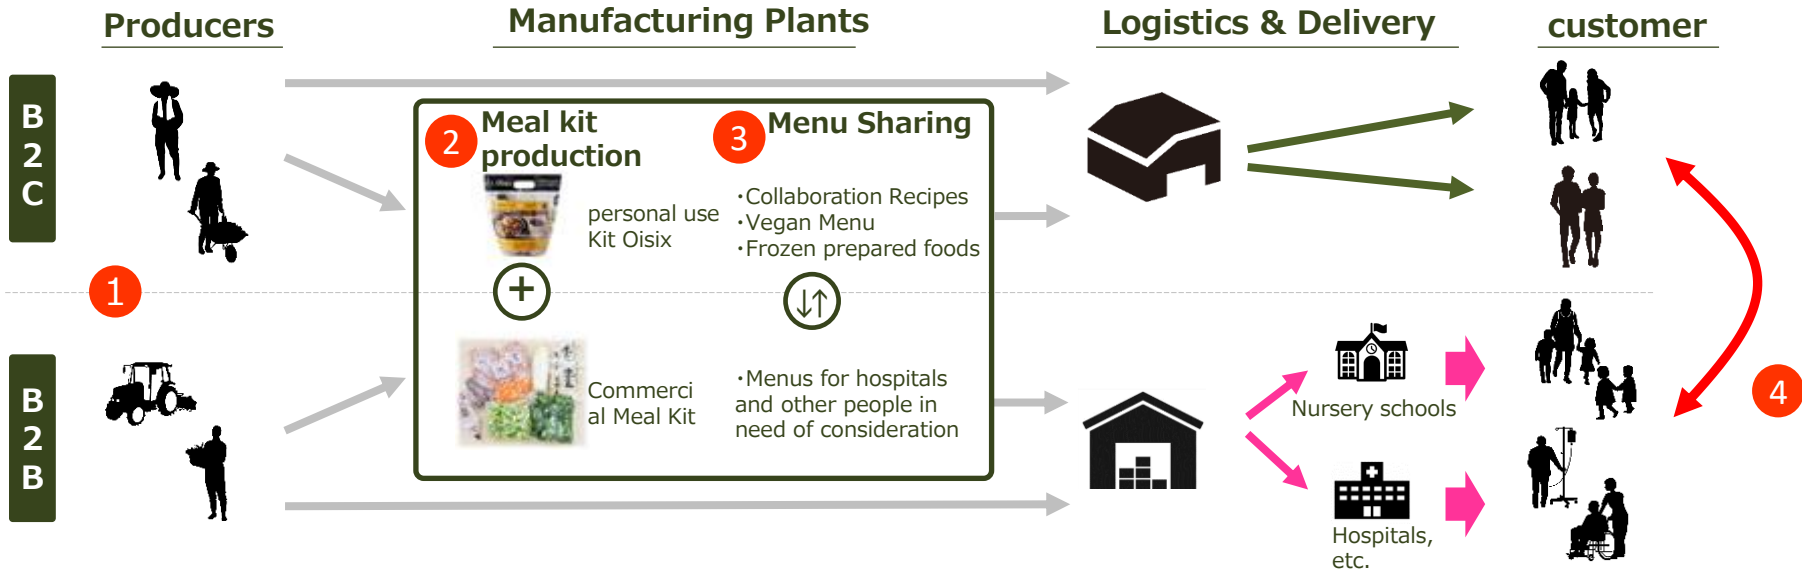 Producers
Manufacturing Plants
Logistics & Delivery
customer
B
2
C
2
Meal kit
production
3
Menu Sharing
personal use
Kit Oisix
・Collaboration Recipes
・Vegan Menu
・Frozen prepared foods
1
+
↓↑
B
2
B
Commerci
al Meal Kit
・Menus for hospitals
and other people in
need of consideration
Nursery schools
Hospitals,
etc.
4